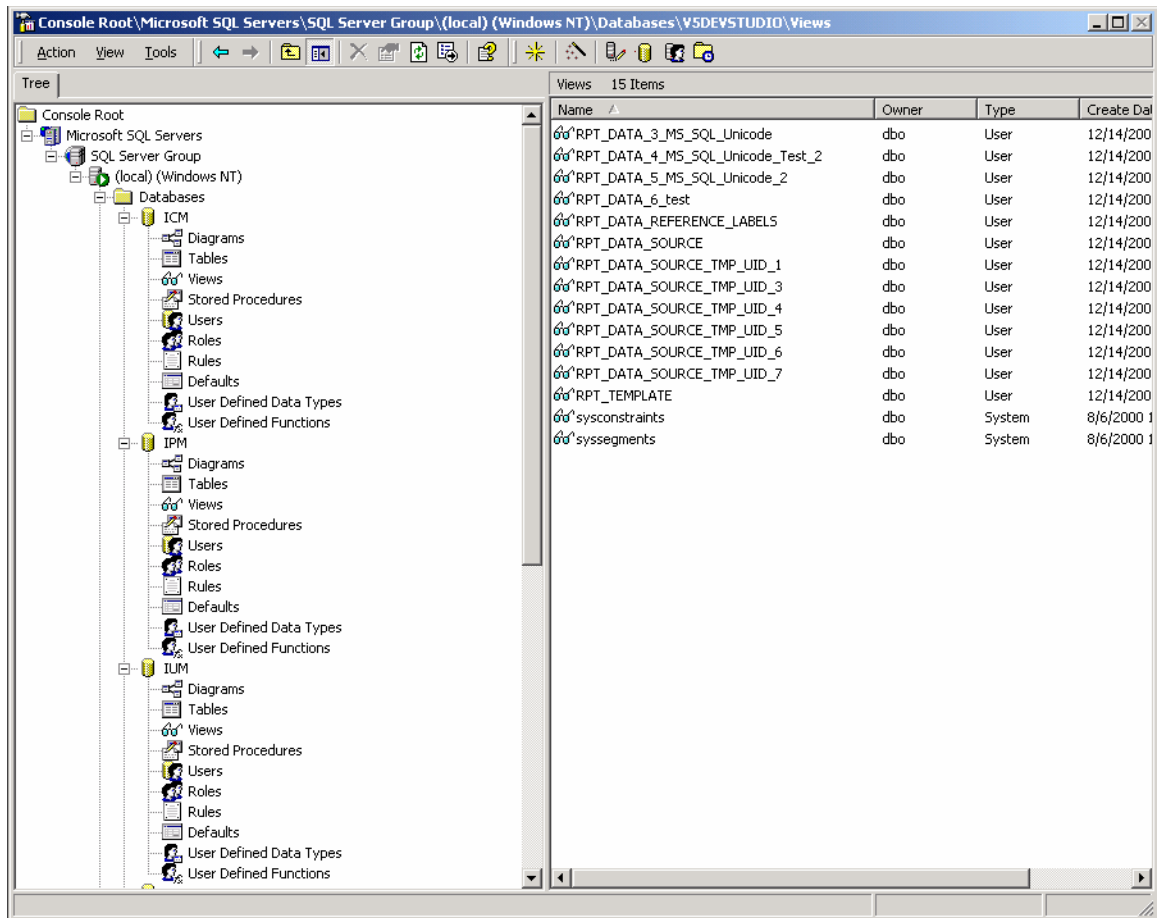 Console Root\Microsoft SQL Servers\SQL Server Group\(local) (Windows NT)\Databases\V5DEVSTUDIO\Views
Action View Tools
Tree
Console Root
Microsoft SQL Servers
SQL Server Group
(local) (Windows NT)
Databases
ICM
Diagrams
Tables
Views
Stored Procedures
Users
Roles
Rules
Defaults
User Defined Data Types
User Defined Functions
IPM
Diagrams
Tables
Views
Stored Procedures
Users
Roles
Rules
Defaults
User Defined Data Types
User Defined Functions
IUM
Diagrams
Tables
Views
Stored Procedures
Users
Roles
Rules
Defaults
User Defined Data Types
User Defined Functions
Views 15 Items
Name Owner Type Create Dat
RPT_DATA_3_MS_SQL_Unicode dbo User 12/14/200
RPT_DATA_4_MS_SQL_Unicode_Test_2 dbo User 12/14/200
RPT_DATA_5_MS_SQL_Unicode_2 dbo User 12/14/200
RPT_DATA_6_test dbo User 12/14/200
RPT_DATA_REFERENCE_LABELS dbo User 12/14/200
RPT_DATA_SOURCE dbo User 12/14/200
RPT_DATA_SOURCE_TMP_UID_1 dbo User 12/14/200
RPT_DATA_SOURCE_TMP_UID_3 dbo User 12/14/200
RPT_DATA_SOURCE_TMP_UID_4 dbo User 12/14/200
RPT_DATA_SOURCE_TMP_UID_5 dbo User 12/14/200
RPT_DATA_SOURCE_TMP_UID_6 dbo User 12/14/200
RPT_DATA_SOURCE_TMP_UID_7 dbo User 12/14/200
RPT_TEMPLATE dbo User 12/14/200
sysconstraints dbo System 8/6/2000 1
syssegments dbo System 8/6/2000 1